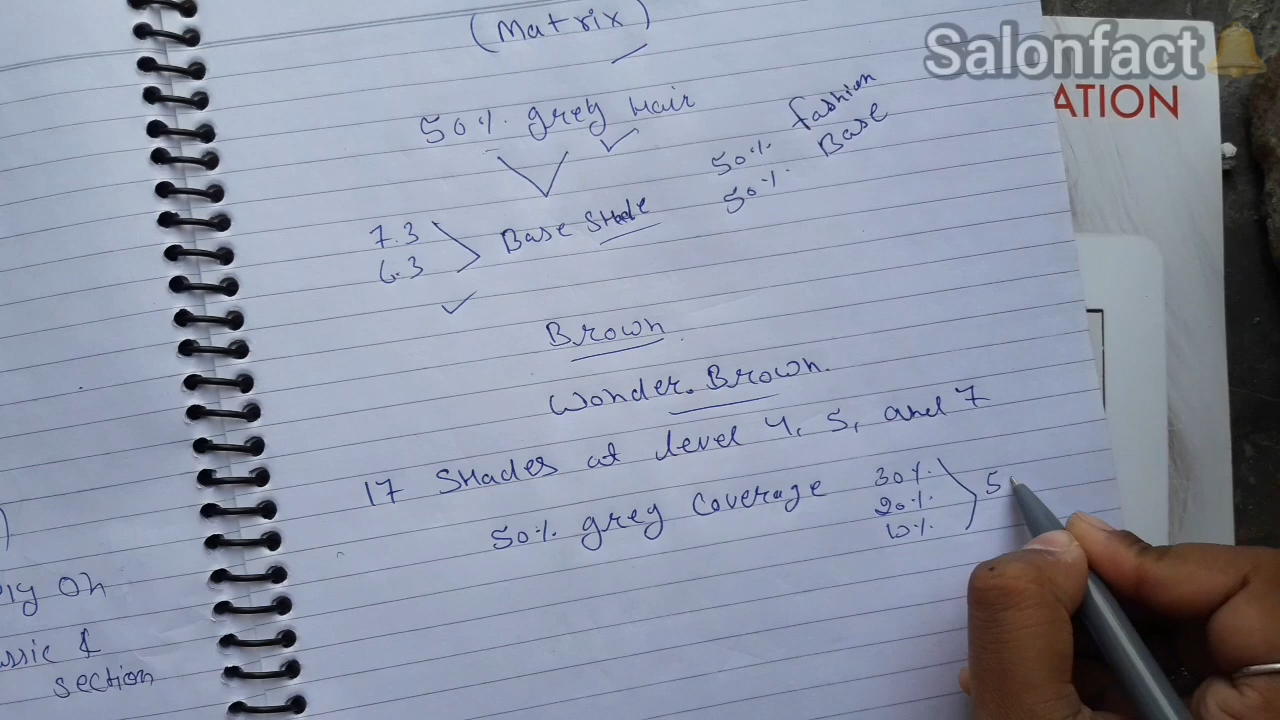 Salonfact
ATION
(Matrix)
50% grey Hair
50% fashion
50% Base
7.3
6.3
Base Shade
Brown
Wonder. Brown.
17 Shades at level 4, 5, and 7
50% grey Coverage
30%
20%
10%
5
On
&
section